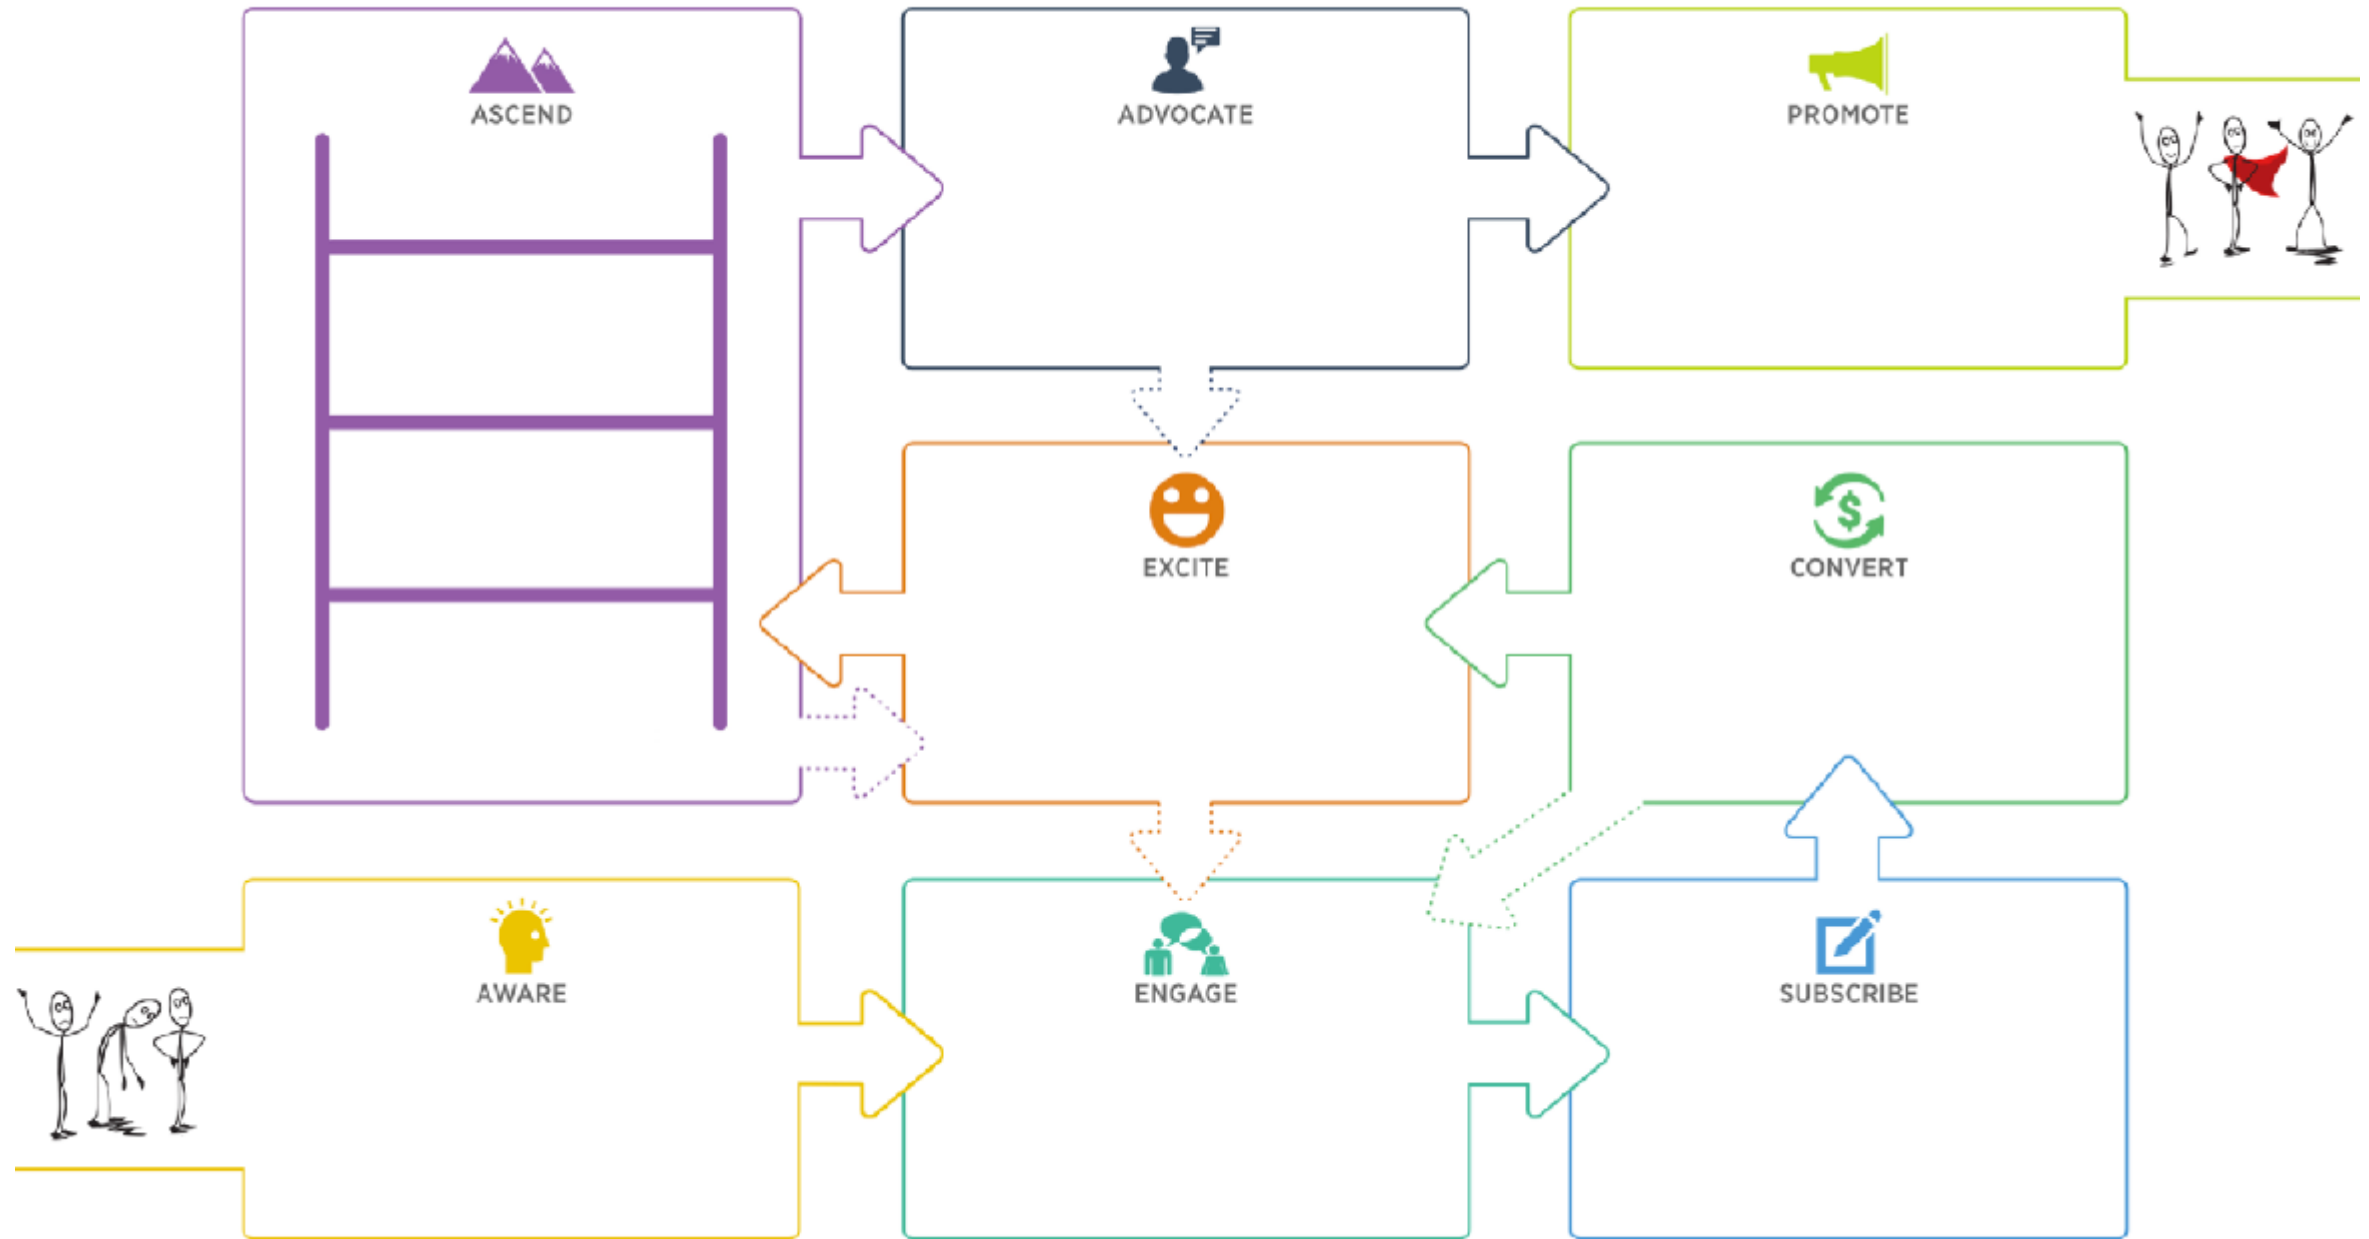 ASCEND
ADVOCATE
PROMOTE
EXCITE
CONVERT
AWARE
ENGAGE
SUBSCRIBE